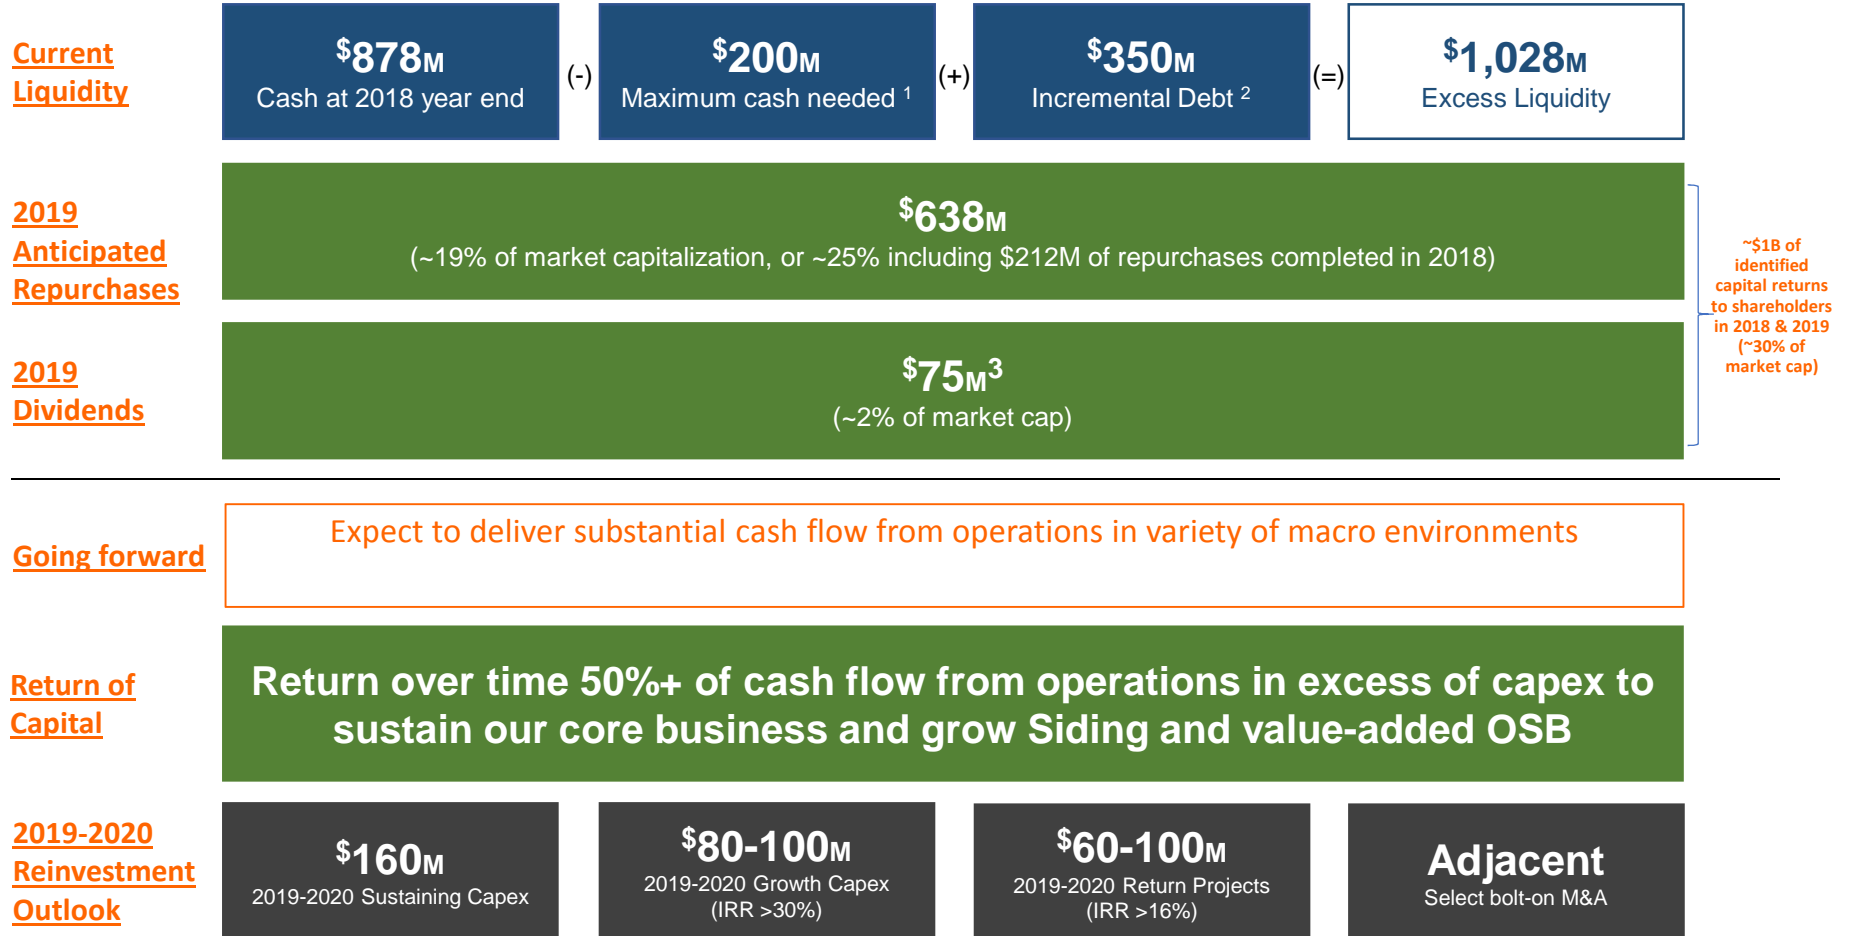 Current
Liquidity
$878M
Cash at 2018 year end
(-)
$200M
Maximum cash needed 1
(+)
$350M
Incremental Debt 2
(=)
$1,028M
Excess Liquidity
2019
Anticipated
Repurchases
$638M
(~19% of market capitalization, or ~25% including $212M of repurchases completed in 2018)
2019
Dividends
$75M3
(~2% of market cap)
~$1B of
identified
capital returns
to shareholders
in 2018 & 2019
(~30% of
market cap)
Going forward
Expect to deliver substantial cash flow from operations in variety of macro environments
Return of
Capital
Return over time 50%+ of cash flow from operations in excess of capex to
sustain our core business and grow Siding and value-added OSB
2019-2020
Reinvestment
Outlook
$160M
2019-2020 Sustaining Capex
$80-100M
2019-2020 Growth Capex
(IRR >30%)
$60-100M
2019-2020 Return Projects
(IRR >16%)
Adjacent
Select bolt-on M&A